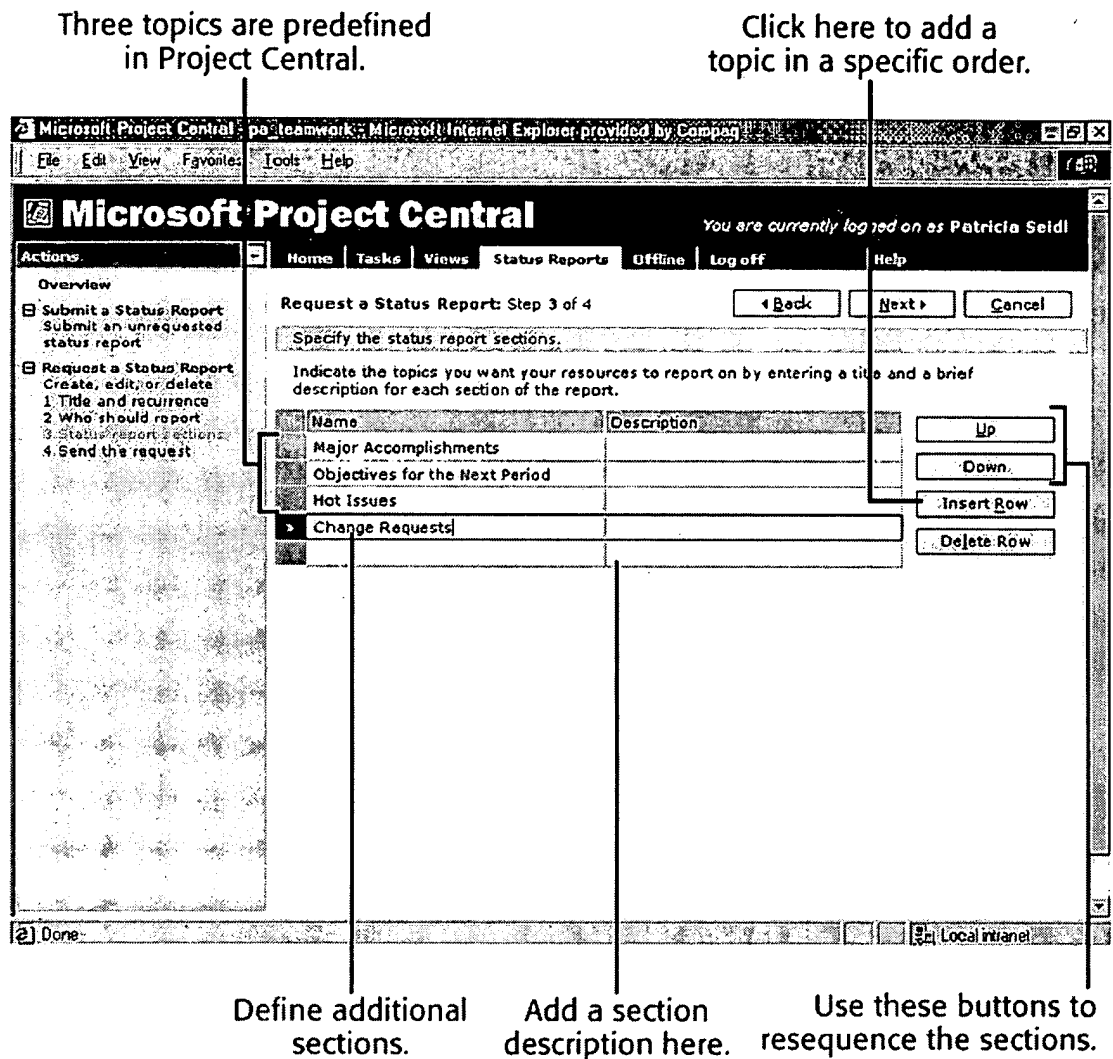 Three topics are predefined
in Project Central.
Click here to add a
topic in a specific order.
Microsoft Project Central - pa_teamwork - Microsoft Internet Explorer provided by Compaq
File Edit View Favorites Tools Help
Microsoft Project Central
You are currently logged on as Patricia Seidl
Actions
Home Tasks Views Status Reports Offline Log off Help
Overview
Submit a Status Report
Submit an unrequested
status report
Request a Status Report
Create, edit, or delete
1 Title and recurrence
2 Who should report
3 Status report sections
4. Send the request
Request a Status Report: Step 3 of 4
Back Next Cancel
Specify the status report sections.
Indicate the topics you want your resources to report on by entering a title and a brief
description for each section of the report.
Name Description
Major Accomplishments
Objectives for the Next Period
Hot Issues
Change Requests
Up
Down
Insert Row
Delete Row
Done
Local intranet
Define additional
sections.
Add a section
description here.
Use these buttons to
resequence the sections.